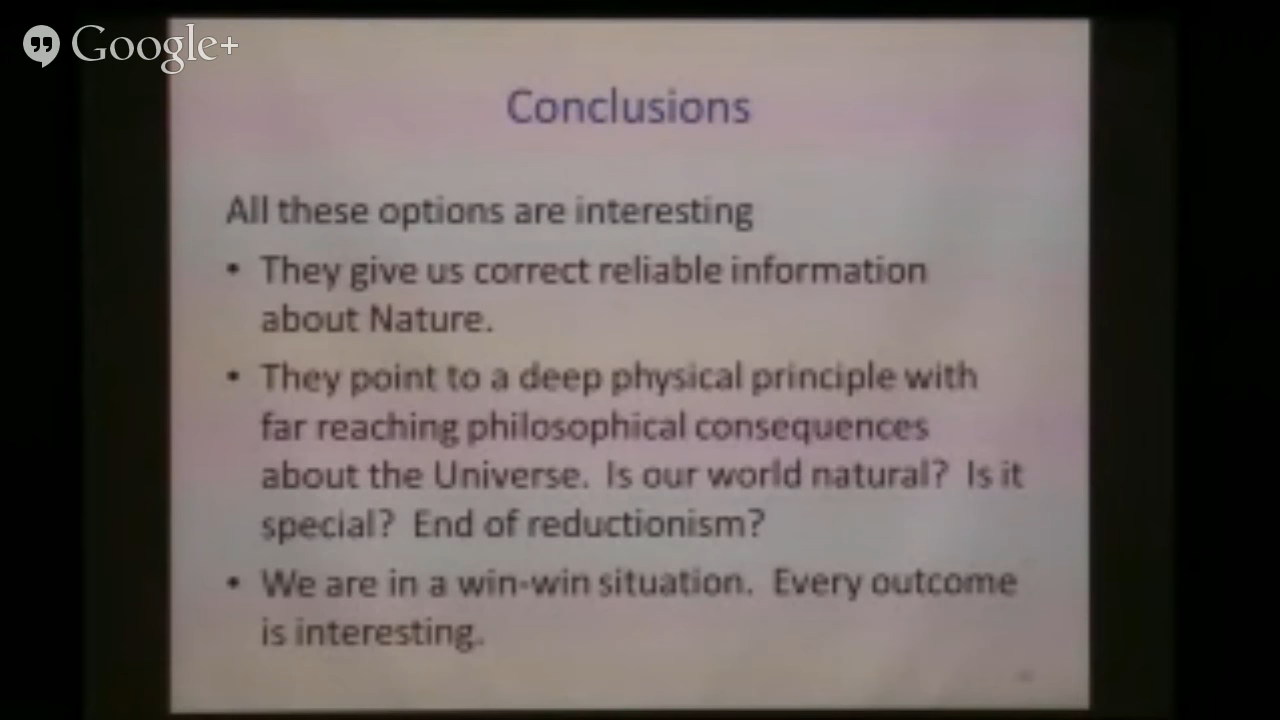 Google+
Conclusions
All these options are interesting
• They give us correct reliable information
about Nature.
• They point to a deep physical principle with
far reaching philosophical consequences
about the Universe. Is our world natural? Is it
special? End of reductionism?
• We are in a win-win situation. Every outcome
is interesting.